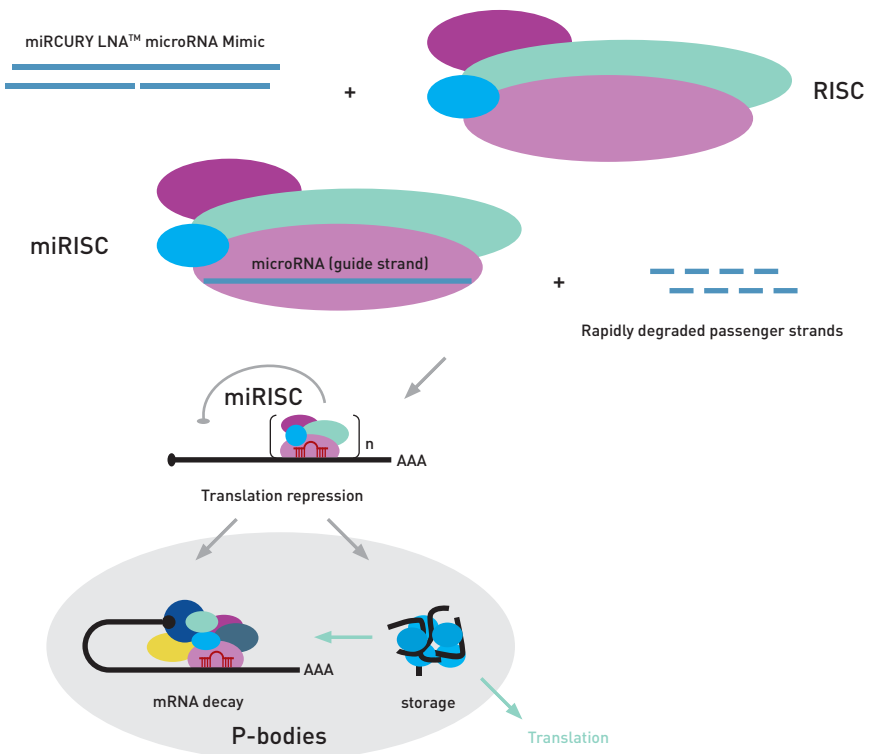 miRCURY LNA™ microRNA Mimic
+
RISC
miRISC
microRNA (guide strand)
+
Rapidly degraded passenger strands
miRISC
n
AAA
Translation repression
AAA
mRNA decay
storage
P-bodies
Translation